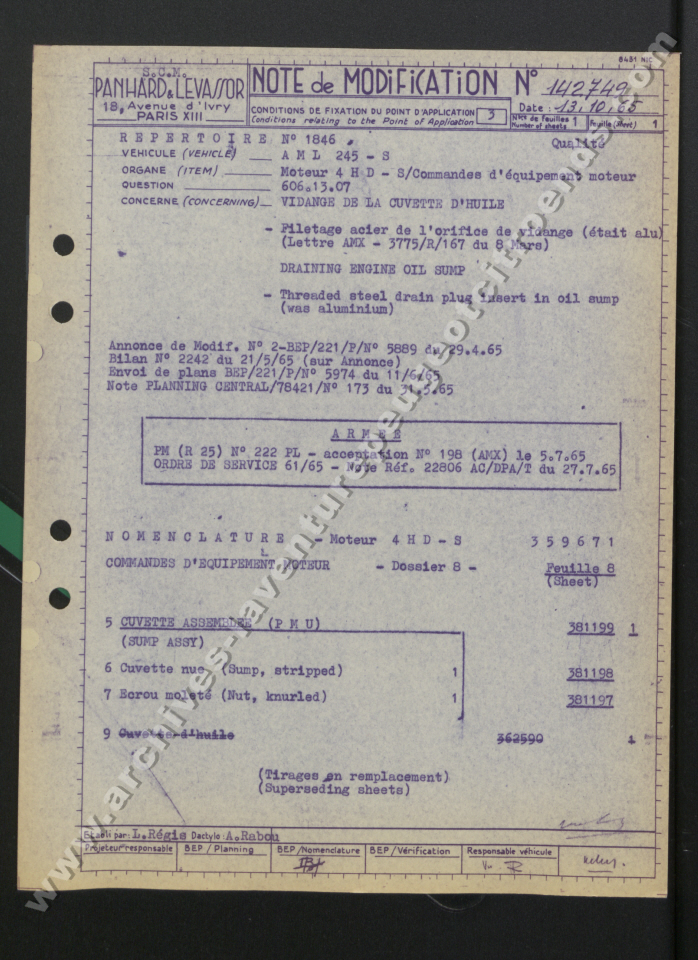 8481 NIC
S.C.M.
PANHARD & LEVASSOR
18, Avenue d'Ivry
PARIS XIII
NOTE de MODIFICATION N° 142749
CONDITIONS DE FIXATION DU POINT D'APPLICATION 3
Conditions relating to the Point of Application
Date: 13.10.65
Nbre de feuilles 1
Number of sheets
Feuille (Sheet) 1
REPERTOIRE N° 1846
Qualité
VEHICULE (VEHICLE) AML 245 - S
ORGANE (ITEM) Moteur 4 H D - S/Commandes d'équipement moteur
QUESTION 606.13.07
CONCERNE (CONCERNING) VIDANGE DE LA CUVETTE D'HUILE
- Filetage acier de l'orifice de vidange (était alu)
(Lettre AMX - 3775/R/167 du 8 Mars)
DRAINING ENGINE OIL SUMP
- Threaded steel drain plug insert in oil sump
(was aluminium)
Annonce de Modif. N° 2-BEP/221/P/N° 5889 du 29.4.65
Bilan N° 2242 du 21/5/65 (sur Annonce)
Envoi de plans BEP/221/P/N° 5974 du 11/6/65
Note PLANNING CENTRAL/78421/N° 173 du 31.5.65
ARMEE
PM (R 25) N° 222 PL - acceptation N° 198 (AMX) le 5.7.65
ORDRE DE SERVICE 61/65 - Note Réf. 22806 AC/DPA/T du 27.7.65
NOMENCLATURE Moteur 4HD-S 359671
COMMANDES D'EQUIPEMENT MOTEUR - Dossier 8 - Feuille 8
(Sheet)
5 CUVETTE ASSEMBLEE (P M U) 381199 1
(SUMP ASSY)
6 Cuvette nue (Sump, stripped) 1 381198
7 Ecrou moleté (Nut, knurled) 1 381197
9 Cuvette d'huile 362590 1
(Tirages en remplacement)
(Superseding sheets)
Etabli par: L.Régis Dactylo: A.Rabou
Projeteur responsable
BEP / Planning
BEP /Nomenclature
BEP /Vérification
Responsable véhicule
www.archives-laventurepeugeotcitroends.com